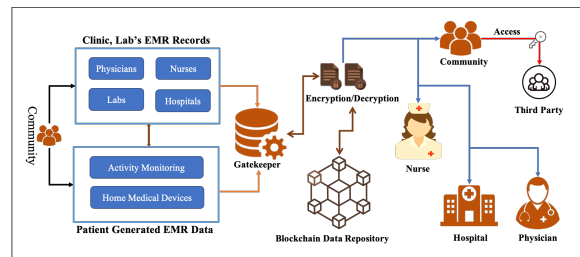 Clinic, Lab's EMR Records
Physicians
Nurses
Labs
Hospitals
Community
Activity Monitoring
Home Medical Devices
Patient Generated EMR Data
Gatekeeper
Encryption/Decryption
Blockchain Data Repository
Community
Access
Third Party
Nurse
Hospital
Physician